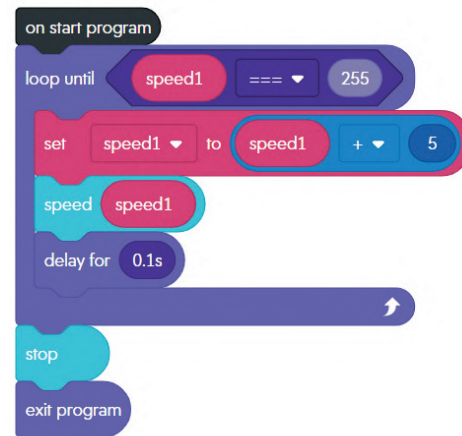 on start program
loop until speed1 === 255
set speed1 to speed1 + 5
speed speed1
delay for 0.1s
stop
exit program